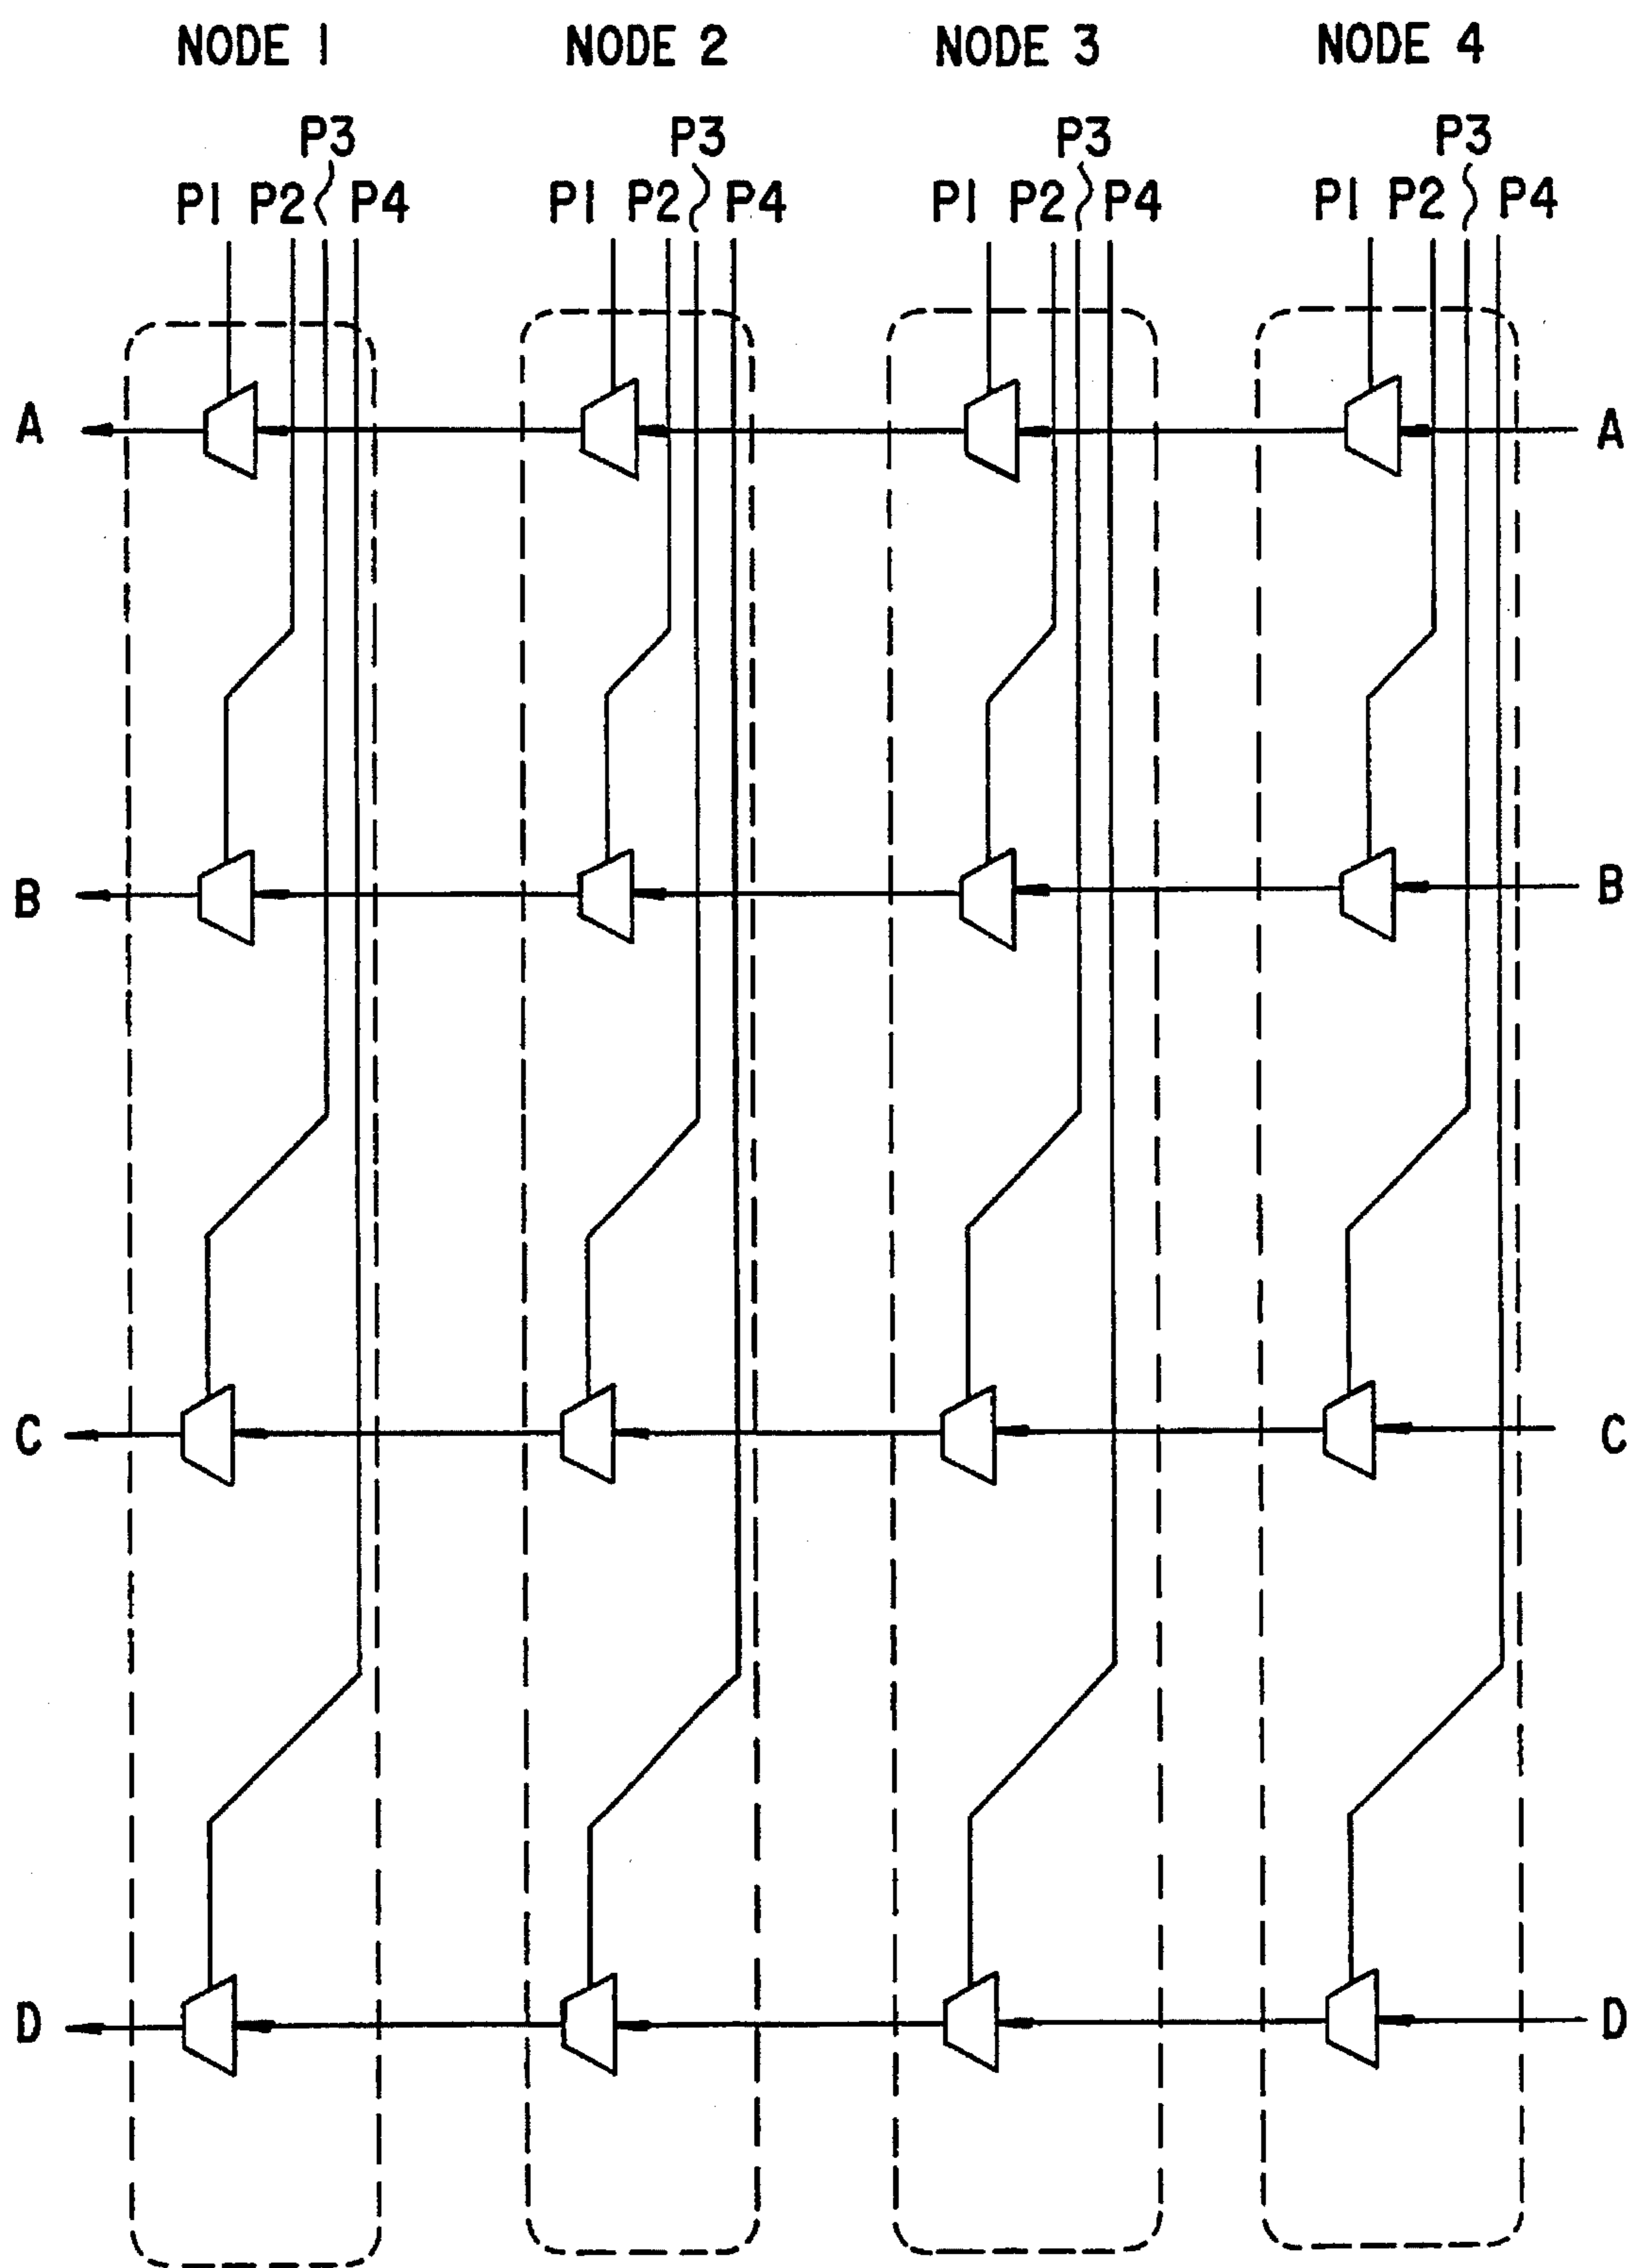 NODE 1 NODE 2 NODE 3 NODE 4
P3 P3 P3 P3
P1 P2 P4 P1 P2 P4 P1 P2 P4 P1 P2 P4
A A
B B
C C
D D